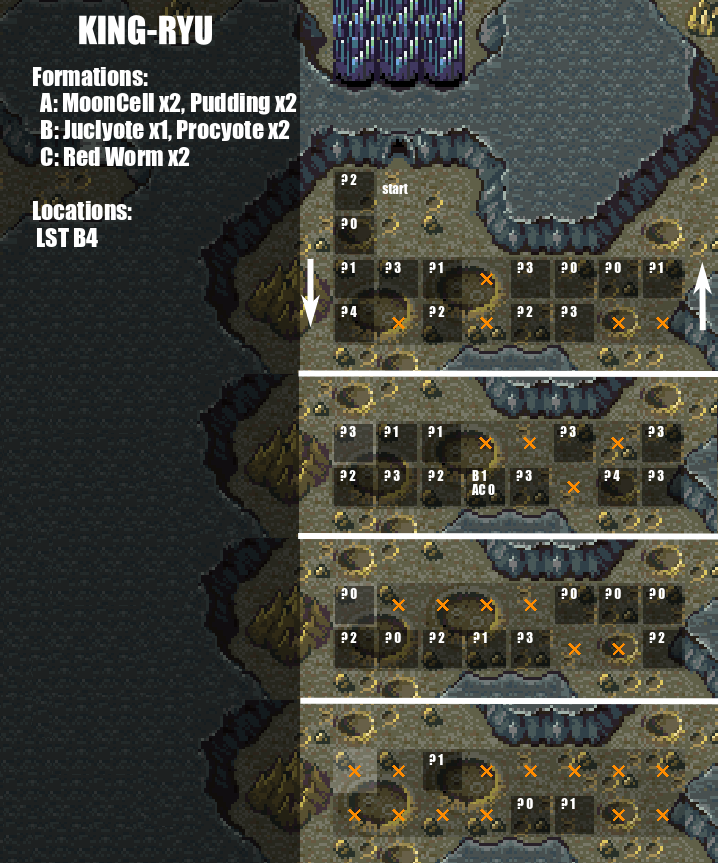 KING-RYU
Formations:
A: MoonCell x2, Pudding x2
B: Juclyote x1, Procyote x2
C: Red Worm x2
Locations:
LST B4
?2 start
?0
?1 ?3 ?1 ?3 ?0 ?0 ?1
?4 ?2 ?2 ?3
?3 ?1 ?1 ?3 ?3
?2 ?3 ?2 B1 ?3 ?4 ?3
AC0
?0 ?0 ?0 ?0
?2 ?0 ?2 ?1 ?3 ?2
?1
?0 ?1